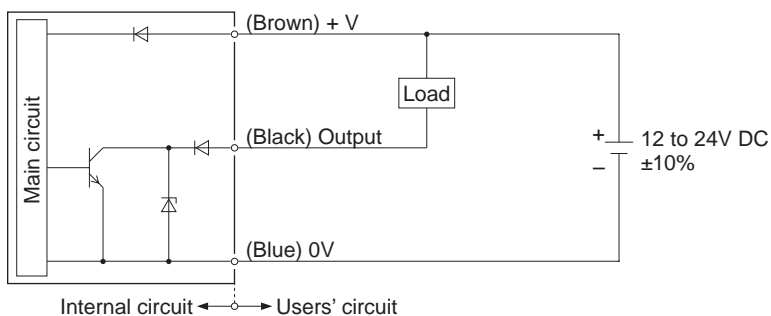 (Brown) + V
Main circuit
Load
(Black) Output
+
12 to 24V DC
–
±10%
(Blue) 0V
Internal circuit
Users' circuit